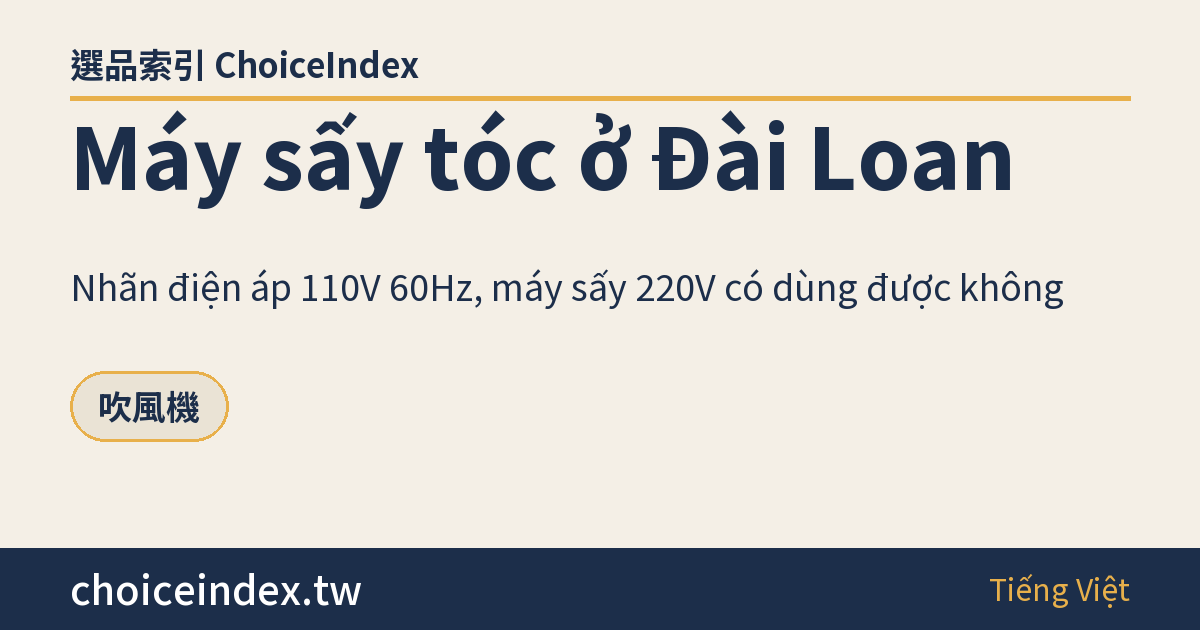 選品索引 ChoiceIndex
Máy sấy tóc ở Đài Loan
Nhãn điện áp 110V 60Hz, máy sấy 220V có dùng được không
吹風機
choiceindex.tw
Tiếng Việt